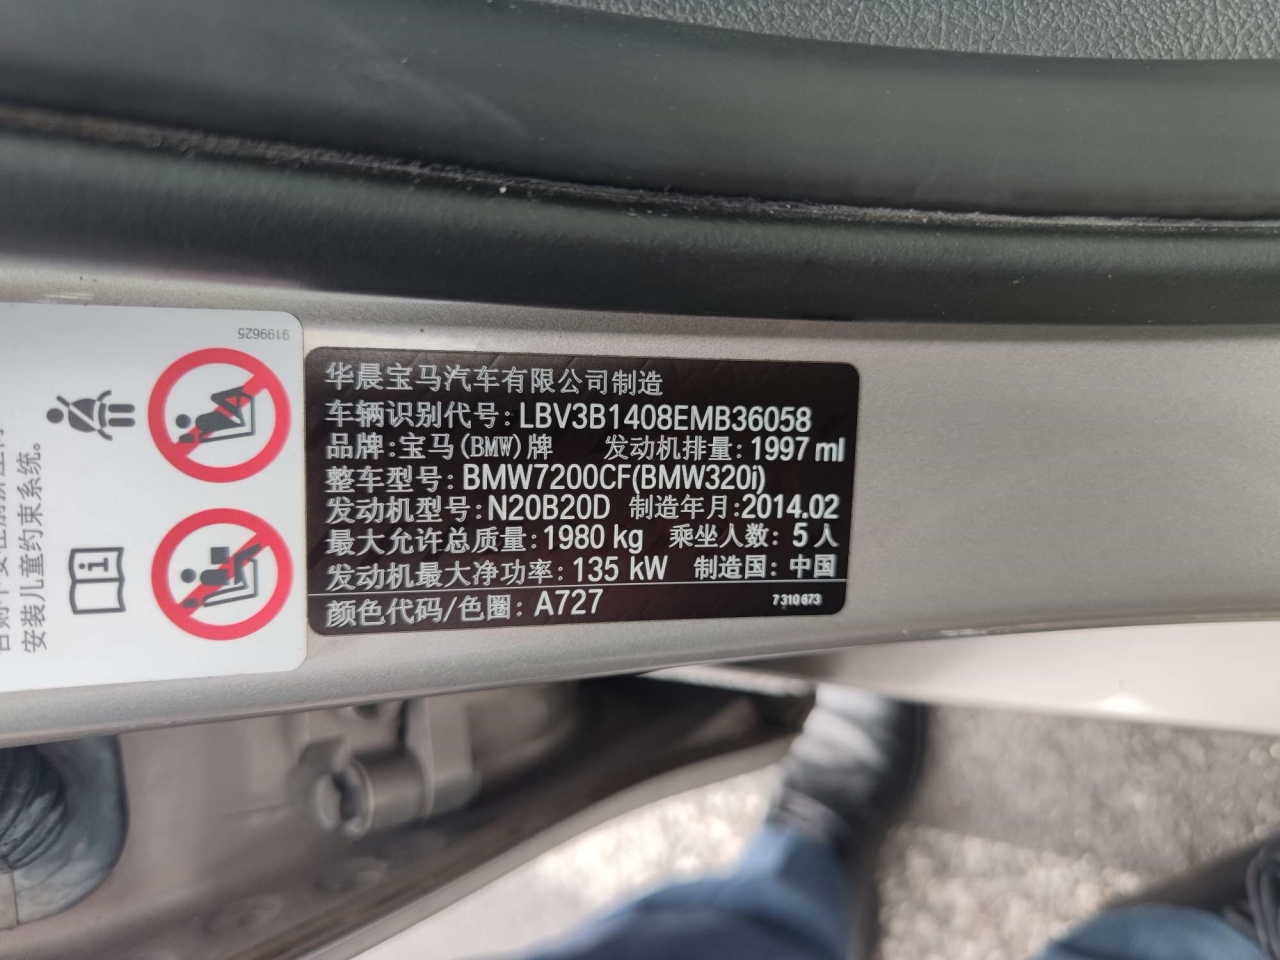 华晨宝马汽车有限公司制造
车辆识别代号: LBV3B1408EMB36058
品牌: 宝马(BMW)牌 发动机排量: 1997 ml
整车型号: BMW7200CF(BMW320i)
发动机型号: N20B20D 制造年月: 2014.02
最大允许总质量: 1980 kg 乘坐人数: 5 人
发动机最大净功率: 135 kW 制造国: 中国
颜色代码/色圈: A727 7310673
9199625
安装儿童约束系统。